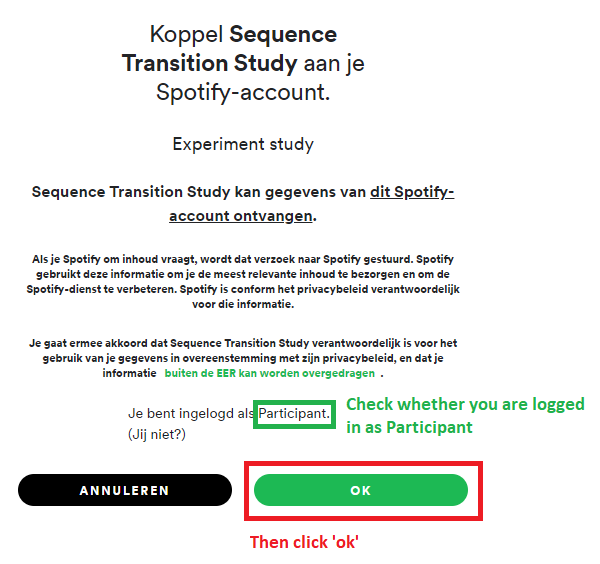 Koppel Sequence
Transition Study aan je
Spotify-account.
Experiment study
Sequence Transition Study kan gegevens van dit Spotify-
account ontvangen.
Als je Spotify om inhoud vraagt, wordt dat verzoek naar Spotify gestuurd. Spotify
gebruikt deze informatie om je de meest relevante inhoud te bezorgen en om de
Spotify-dienst te verbeteren. Spotify is conform het privacybeleid verantwoordelijk
voor die informatie.
Je gaat ermee akkoord dat Sequence Transition Study verantwoordelijk is voor het
gebruik van je gegevens in overeenstemming met zijn privacybeleid, en dat je
informatie buiten de EER kan worden overgedragen .
Je bent ingelogd als Participant.
(Jij niet?)
Check whether you are logged
in as Participant
ANNULEREN
OK
Then click 'ok'